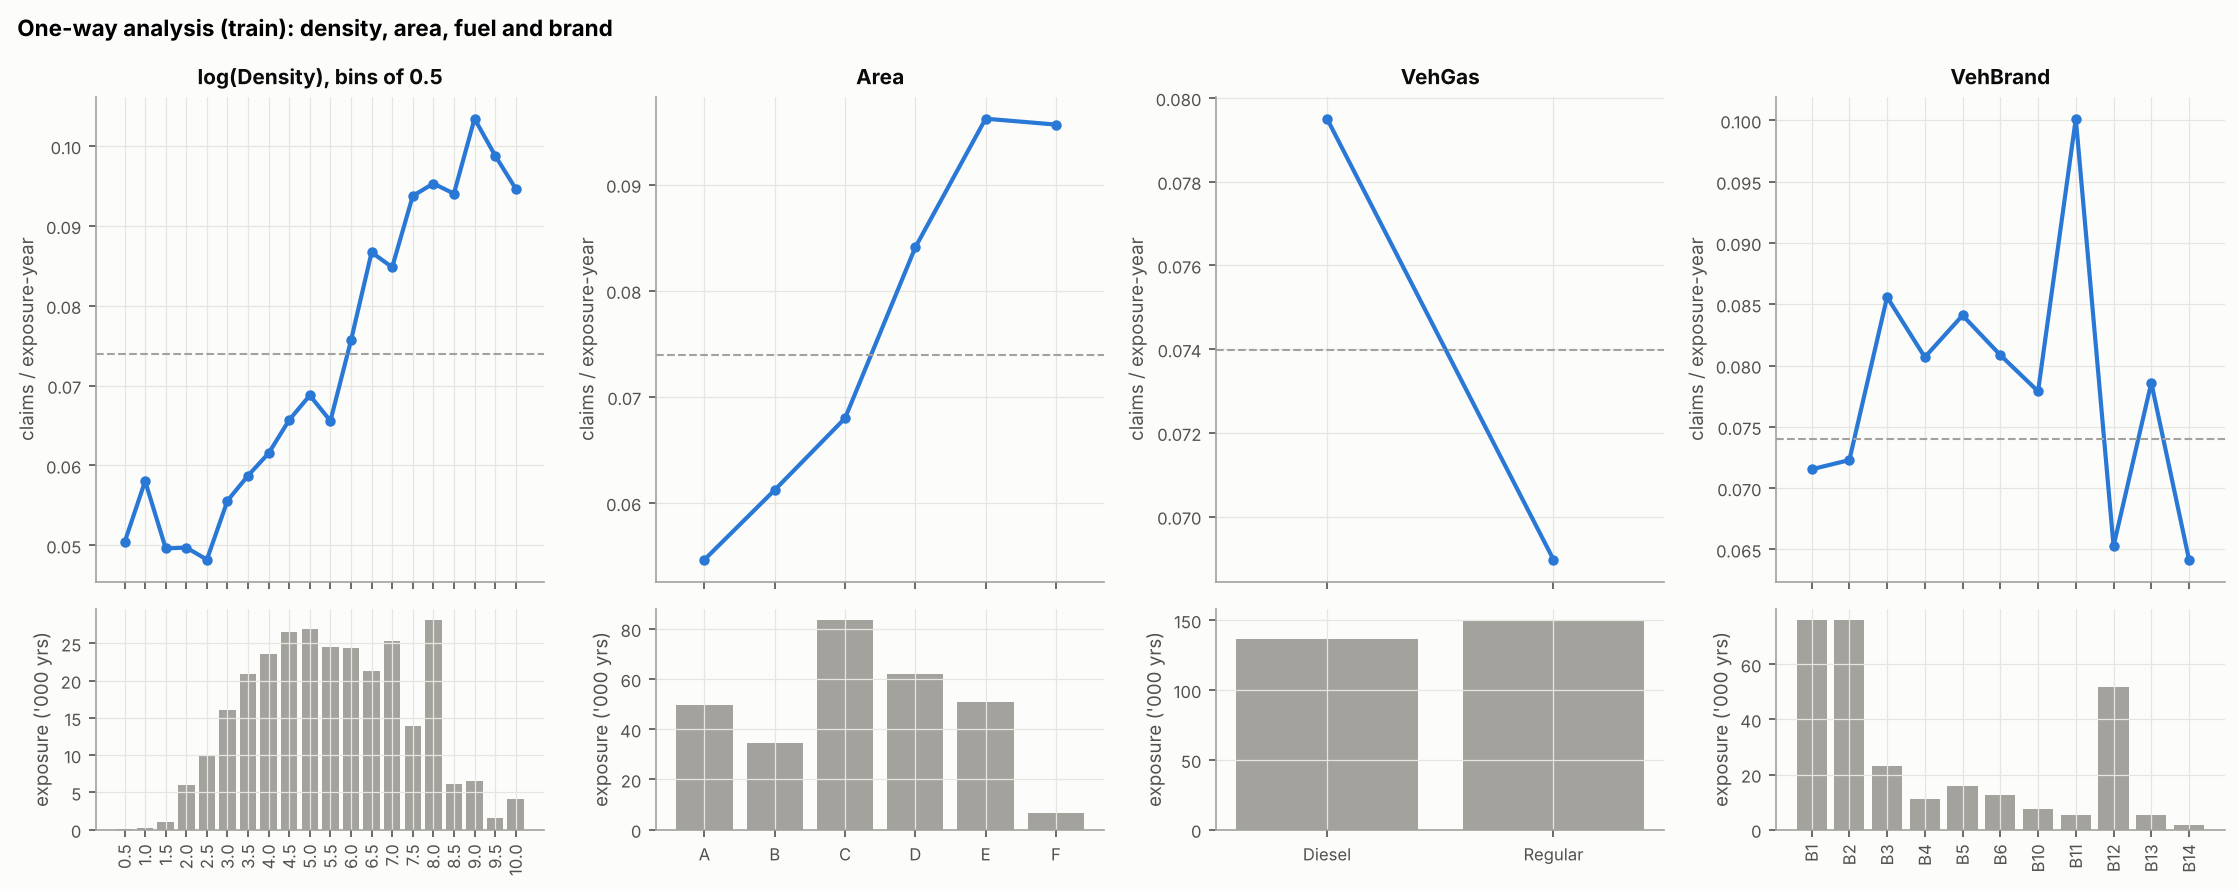 One-way analysis (train): density, area, fuel and brand
log(Density), bins of 0.5
claims / exposure-year
0.10
0.09
0.08
0.07
0.06
0.05
exposure ('000 yrs)
25
20
15
10
5
0
0.5 1.0 1.5 2.0 2.5 3.0 3.5 4.0 4.5 5.0 5.5 6.0 6.5 7.0 7.5 8.0 8.5 9.0 9.5 10.0
Area
claims / exposure-year
0.09
0.08
0.07
0.06
exposure ('000 yrs)
80
60
40
20
0
A B C D E F
VehGas
claims / exposure-year
0.080
0.078
0.076
0.074
0.072
0.070
exposure ('000 yrs)
150
100
50
0
Diesel Regular
VehBrand
claims / exposure-year
0.100
0.095
0.090
0.085
0.080
0.075
0.070
0.065
exposure ('000 yrs)
60
40
20
0
B1 B2 B3 B4 B5 B6 B10 B11 B12 B13 B14